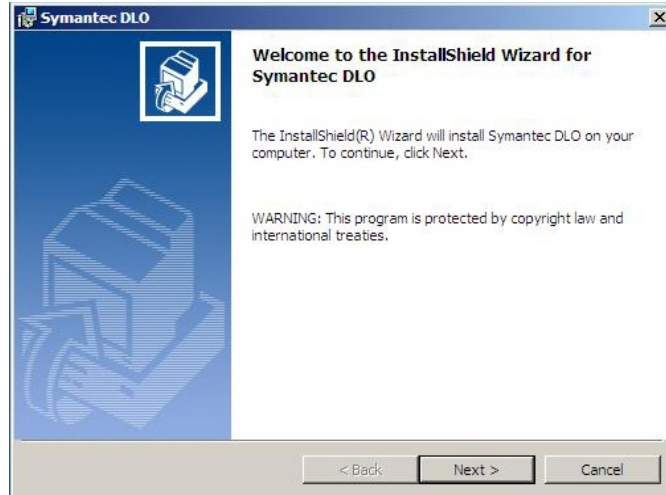 Symantec DLO
Welcome to the InstallShield Wizard for
Symantec DLO
The InstallShield(R) Wizard will install Symantec DLO on your
computer. To continue, click Next.
WARNING: This program is protected by copyright law and
international treaties.
< Back
Next >
Cancel